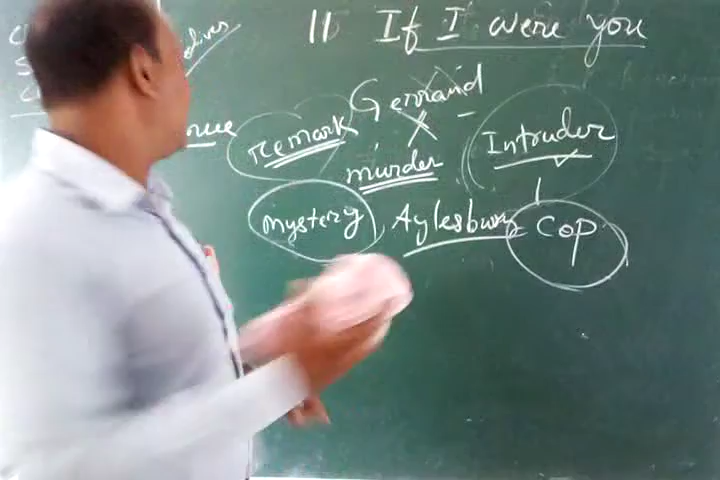 11 If I were you
Gerrard
remark
Intruder
murder
mystery, Aylesbury
Cop